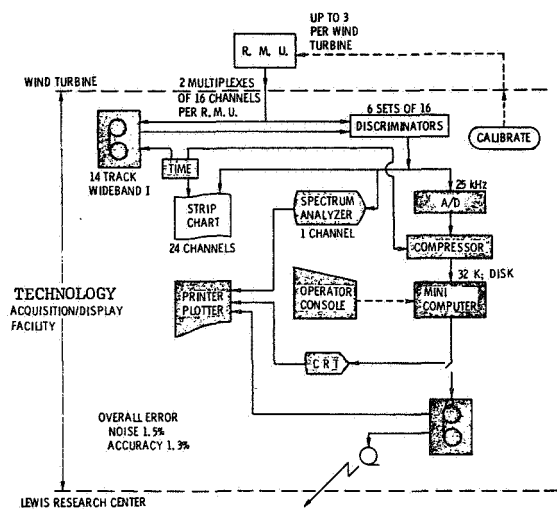 UP TO 3
PER WIND
TURBINE
R. M. U.
WIND TURBINE
2 MULTIPLEXES
OF 16 CHANNELS
PER R. M. U.
6 SETS OF 16
DISCRIMINATORS
CALIBRATE
14 TRACK
WIDEBAND I
TIME
STRIP
CHART
24 CHANNELS
SPECTRUM
ANALYZER
1 CHANNEL
25 kHz
A/D
COMPRESSOR
32 K; DISK
MINI
COMPUTER
OPERATOR
CONSOLE
PRINTER
PLOTTER
TECHNOLOGY
ACQUISITION/DISPLAY
FACILITY
C R T
OVERALL ERROR
NOISE 1.5%
ACCURACY 1.3%
LEWIS RESEARCH CENTER